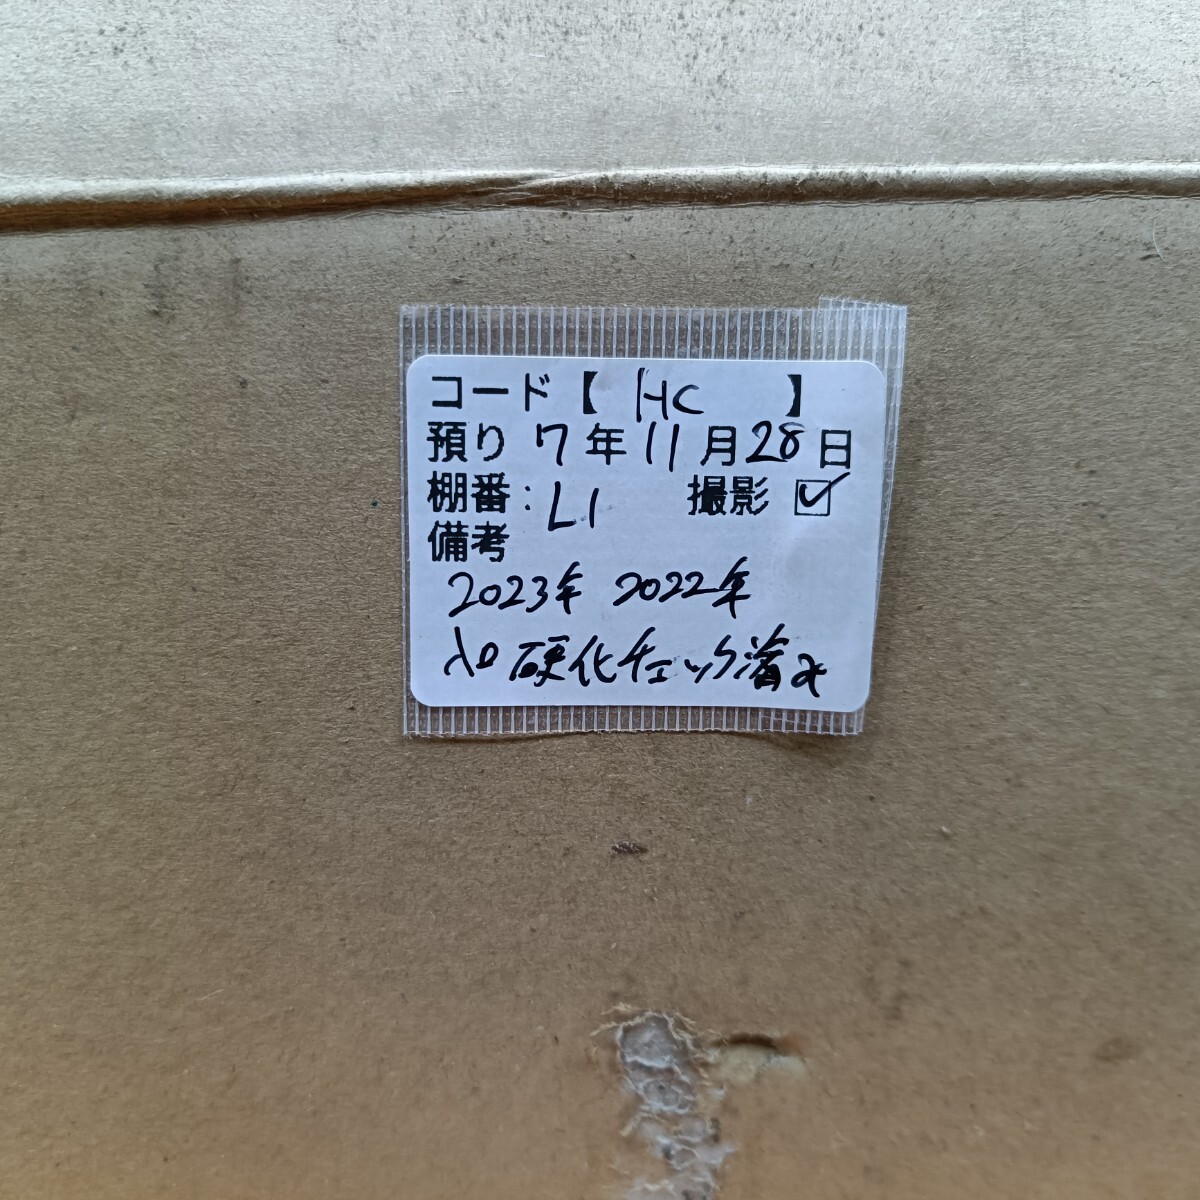 コード【 HC 】
預り 7年11月28日
棚番:L1 撮影 ☑
備考
2023年 2022年
入口硬化チェック済み